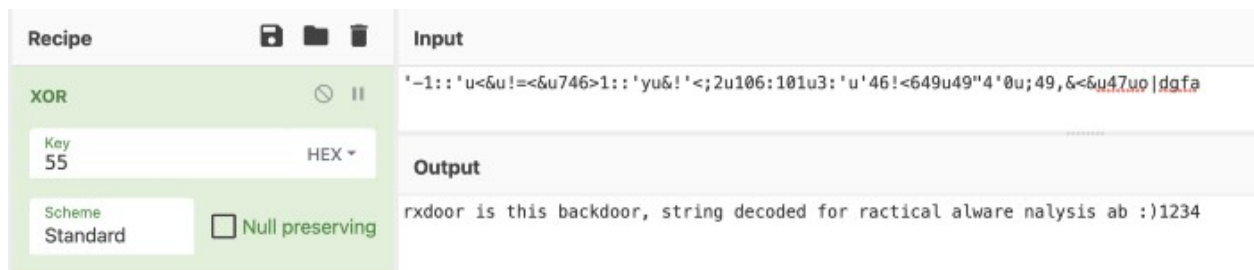 Recipe
Input
XOR
'-1::'u<&u!=<&u746>1::'yu&!'<;2u106:101u3:'u'46!<649u49"4'0u;49,&<&u47uo|dgfa
Key
55
HEX
Output
Scheme
Standard
Null preserving
rxdoor is this backdoor, string decoded for ractical alware nalysis ab :)1234